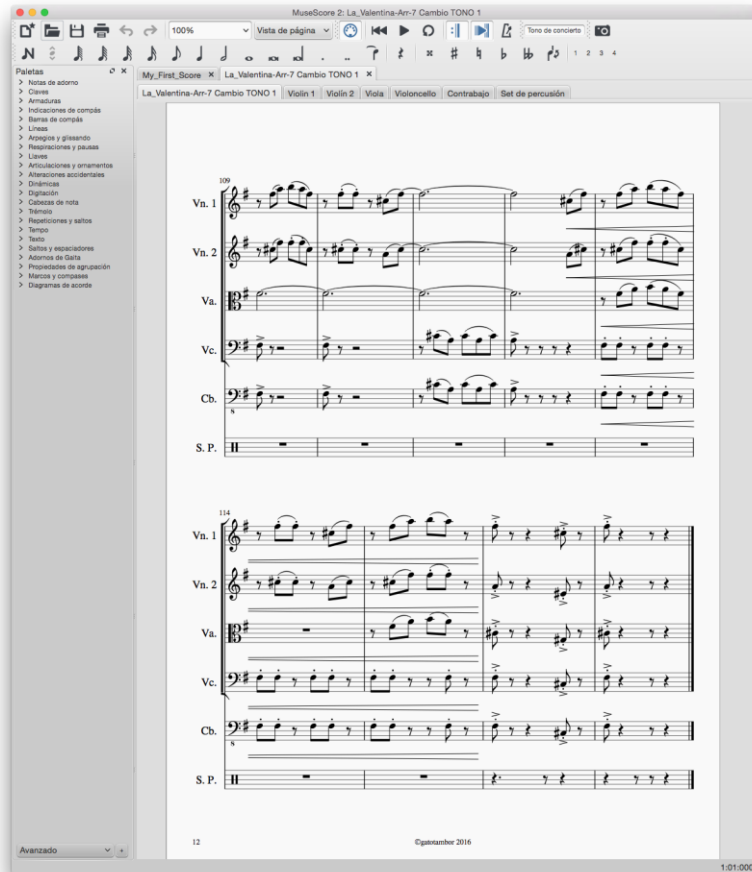 MuseScore 2: La_Valentina-Arr-7 Cambio TONO 1
100%
Vista de página
Tono de concierto
1 2 3 4
Paletas
Notas de adorno
Claves
Armaduras
Indicaciones de compás
Barras de compás
Líneas
Arpegios y glissando
Respiraciones y pausas
Llaves
Articulaciones y ornamentos
Alteraciones accidentales
Dinámicas
Digitación
Cabezas de nota
Trémolo
Repeticiones y saltos
Tempo
Texto
Saltos y espaciadores
Adornos de Gaita
Propiedades de agrupación
Marcos y compases
Diagramas de acorde
Avanzado
+
My_First_Score × La_Valentina-Arr-7 Cambio TONO 1 ×
La_Valentina-Arr-7 Cambio TONO 1 Violín 1 Violín 2 Viola Violoncello Contrabajo Set de percusión
109
Vn. 1
Vn. 2
Va.
Vc.
Cb.
8
S. P.
114
Vn. 1
Vn. 2
Va.
Vc.
Cb.
8
S. P.
12 ©gatotamber 2016
1:01:000